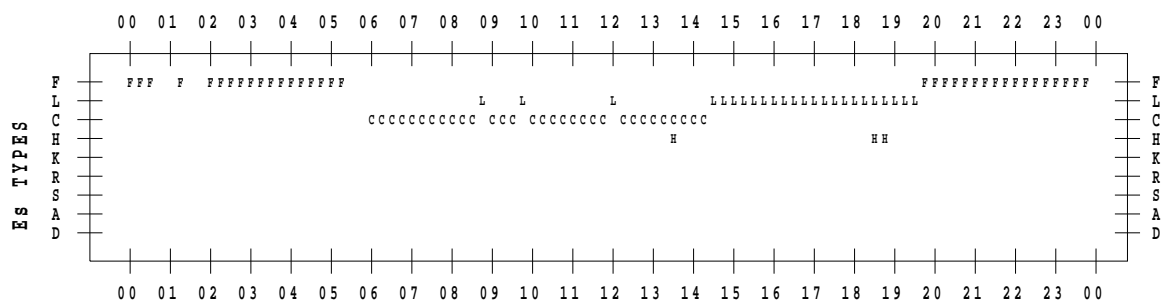 00 01 02 03 04 05 06 07 08 09 10 11 12 13 14 15 16 17 18 19 20 21 22 23 00
F FFF F FFFFFFFFFFFFFF FFFFFFFFFFFFFFFFF F
L L L L LLLLLLLLLLLLLLLLLLLLL L
C CCCCCCCCCCC CCC CCCCCCCC CCCCCCCCC C
H H HH H
K K
R R
S S
A A
D D
Es TYPES
00 01 02 03 04 05 06 07 08 09 10 11 12 13 14 15 16 17 18 19 20 21 22 23 00